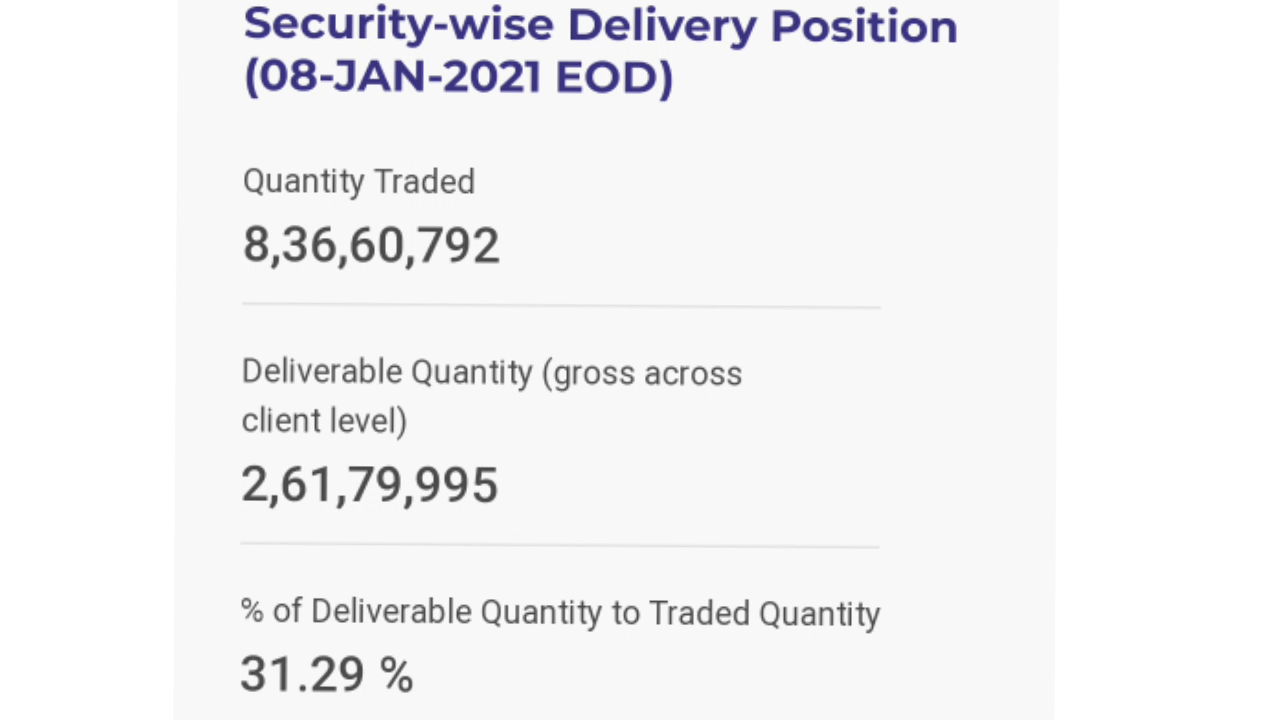 Security-wise Delivery Position
(08-JAN-2021 EOD)
Quantity Traded
8,36,60,792
Deliverable Quantity (gross across
client level)
2,61,79,995
% of Deliverable Quantity to Traded Quantity
31.29 %